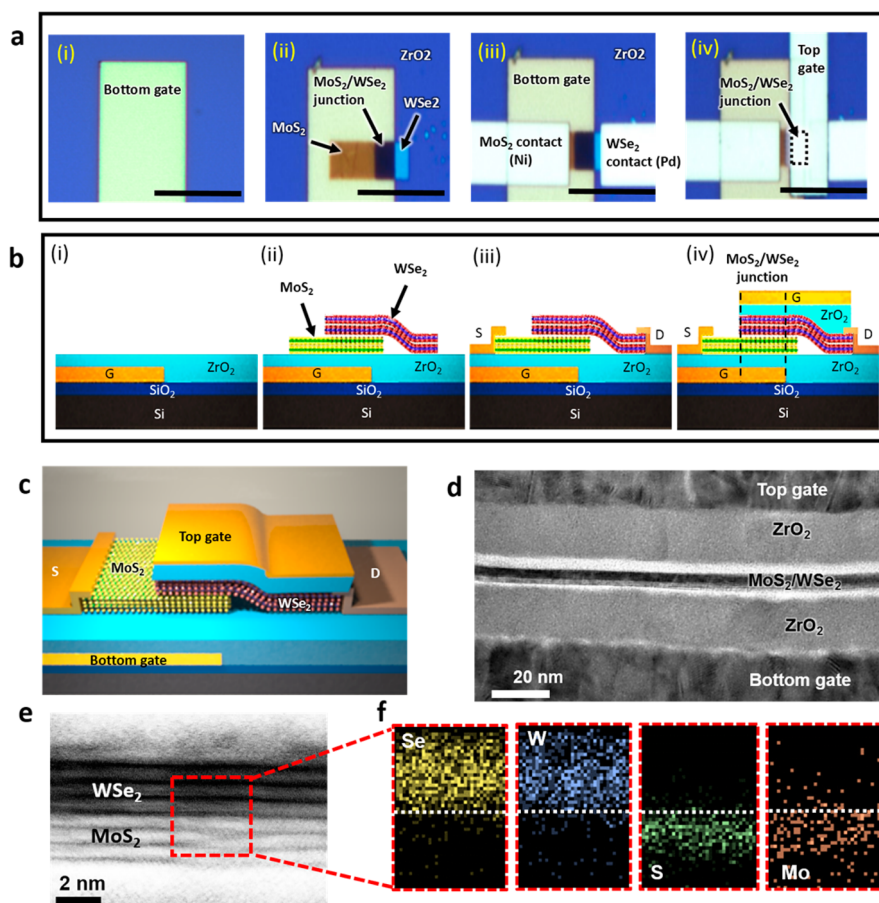 a
(i)
Bottom gate
(ii)
ZrO2
MoS₂/WSe₂
junction
WSe2
MoS₂
(iii)
ZrO2
Bottom gate
MoS₂ contact
(Ni)
WSe₂
contact (Pd)
(iv)
Top
gate
MoS₂/WSe₂
junction
b
(i)
G
ZrO₂
SiO₂
Si
(ii)
WSe₂
MoS₂
G
ZrO₂
SiO₂
Si
(iii)
S
D
G
ZrO₂
SiO₂
Si
(iv)
MoS₂/WSe₂
junction
G
ZrO₂
S
D
G
ZrO₂
SiO₂
Si
c
Top gate
MoS₂
S
D
WSe₂
Bottom gate
d
Top gate
ZrO₂
MoS₂/WSe₂
ZrO₂
20 nm
Bottom gate
e
WSe₂
MoS₂
2 nm
f
Se
W
S
Mo